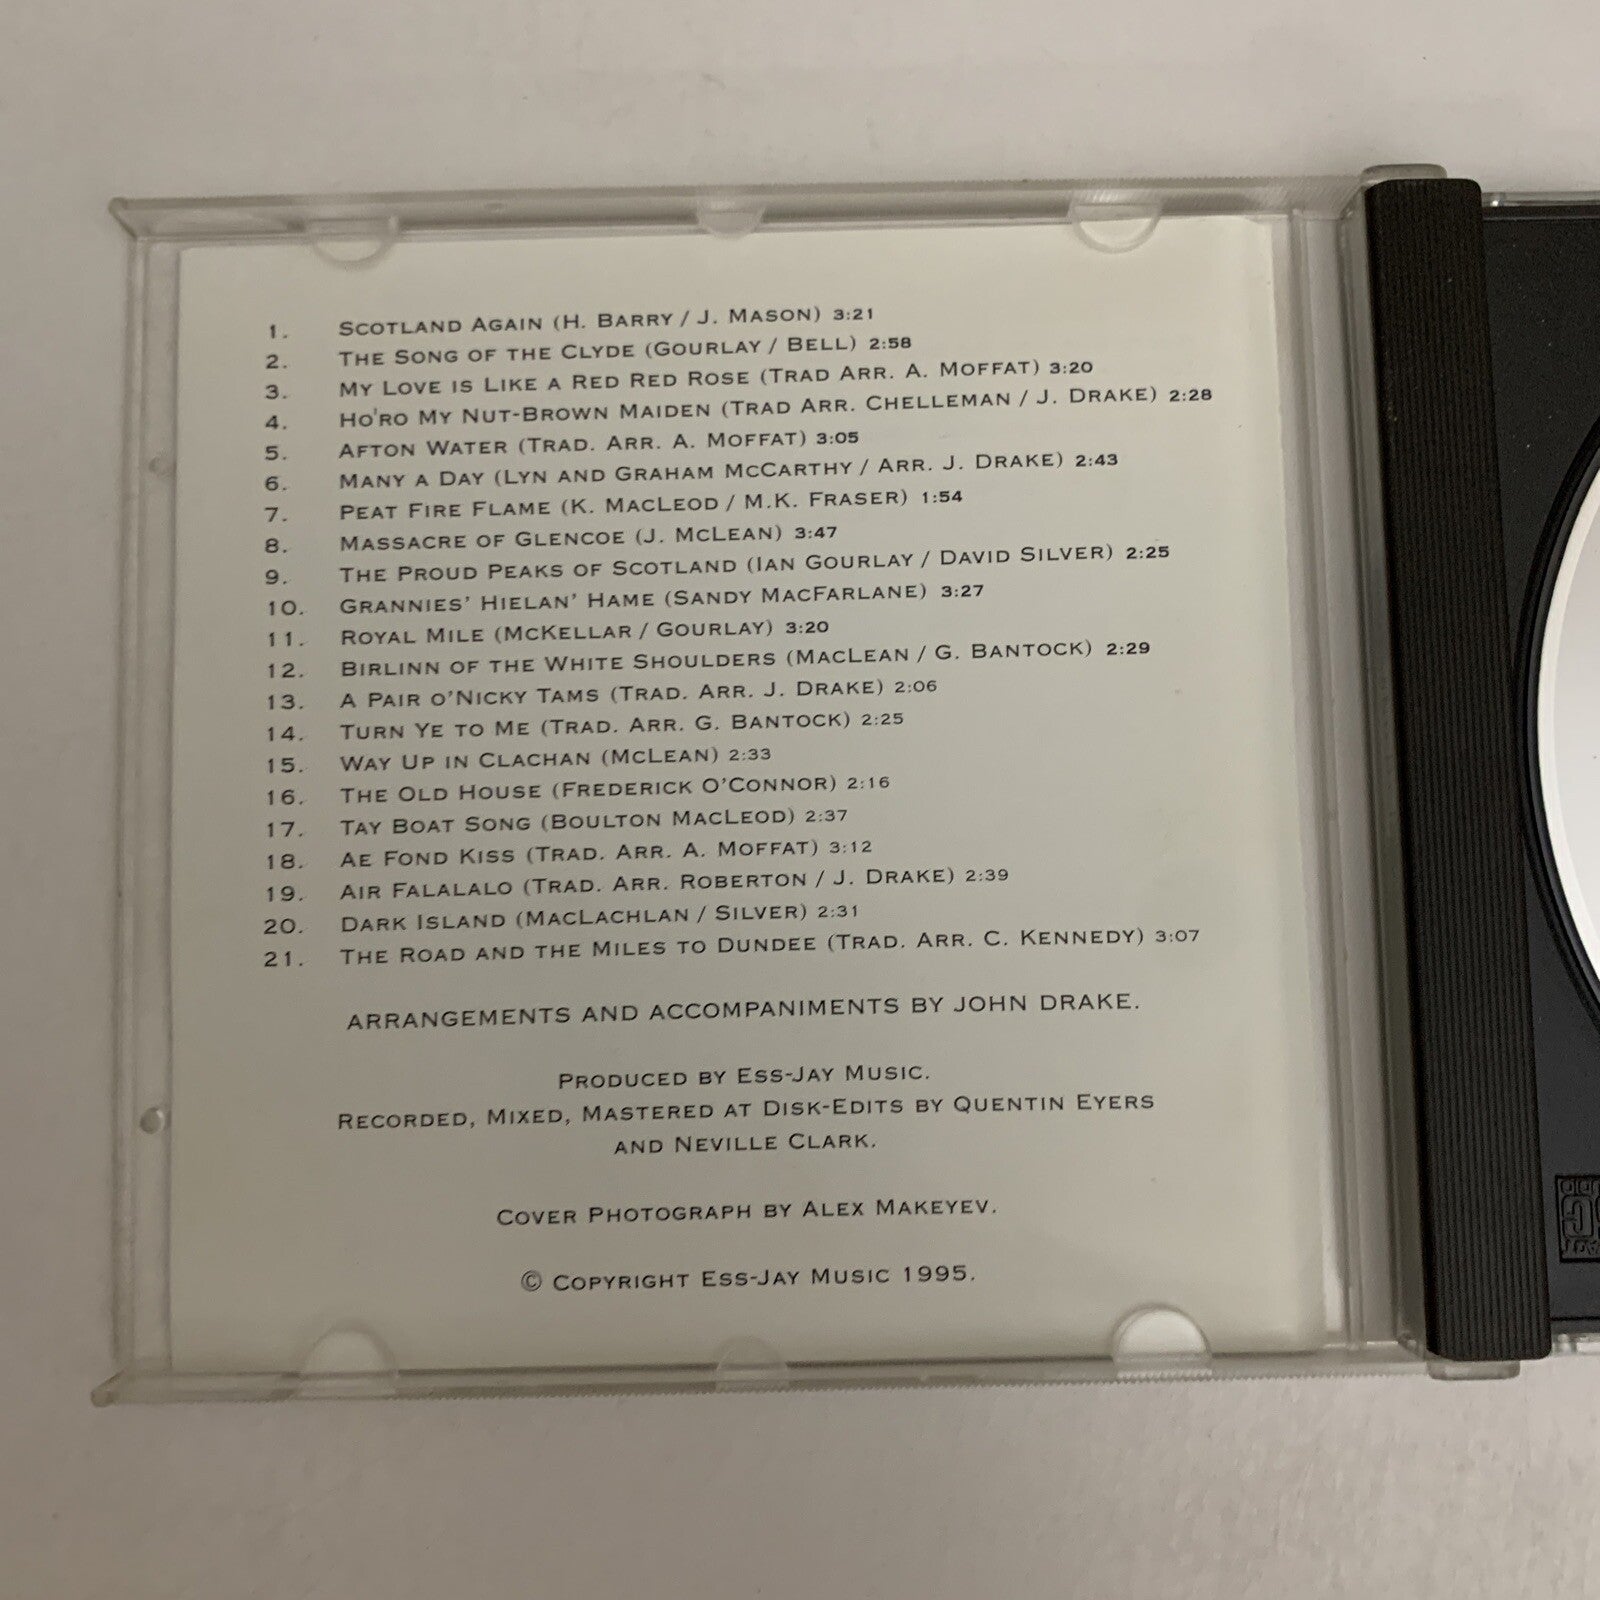 1. Scotland Again (H. Barry / J. Mason) 3:21
2. The Song of the Clyde (Gourlay / Bell) 2:58
3. My Love is Like a Red Red Rose (Trad Arr. A. Moffat) 3:20
4. Ho'ro My Nut-Brown Maiden (Trad Arr. Chelleman / J. Drake) 2:28
5. Afton Water (Trad. Arr. A. Moffat) 3:05
6. Many a Day (Lyn and Graham McCarthy / Arr. J. Drake) 2:43
7. Peat Fire Flame (K. MacLeod / M.K. Fraser) 1:54
8. Massacre of Glencoe (J. McLean) 3:47
9. The Proud Peaks of Scotland (Ian Gourlay / David Silver) 2:25
10. Grannies' Hielan' Hame (Sandy MacFarlane) 3:27
11. Royal Mile (McKellar / Gourlay) 3:20
12. Birlinn of the White Shoulders (MacLean / G. Bantock) 2:29
13. A Pair o'Nicky Tams (Trad. Arr. J. Drake) 2:06
14. Turn Ye to Me (Trad. Arr. G. Bantock) 2:25
15. Way Up in Clachan (McLean) 2:33
16. The Old House (Frederick O'Connor) 2:16
17. Tay Boat Song (Boulton MacLeod) 2:37
18. Ae Fond Kiss (Trad. Arr. A. Moffat) 3:12
19. Air Falalalo (Trad. Arr. Roberton / J. Drake) 2:39
20. Dark Island (MacLachlan / Silver) 2:31
21. The Road and the Miles to Dundee (Trad. Arr. C. Kennedy) 3:07
ARRANGEMENTS AND ACCOMPANIMENTS BY JOHN DRAKE.
Produced by Ess-Jay Music.
Recorded, Mixed, Mastered at Disk-Edits by Quentin Eyers
and Neville Clark.
Cover Photograph by Alex Makeyev.
© Copyright Ess-Jay Music 1995.